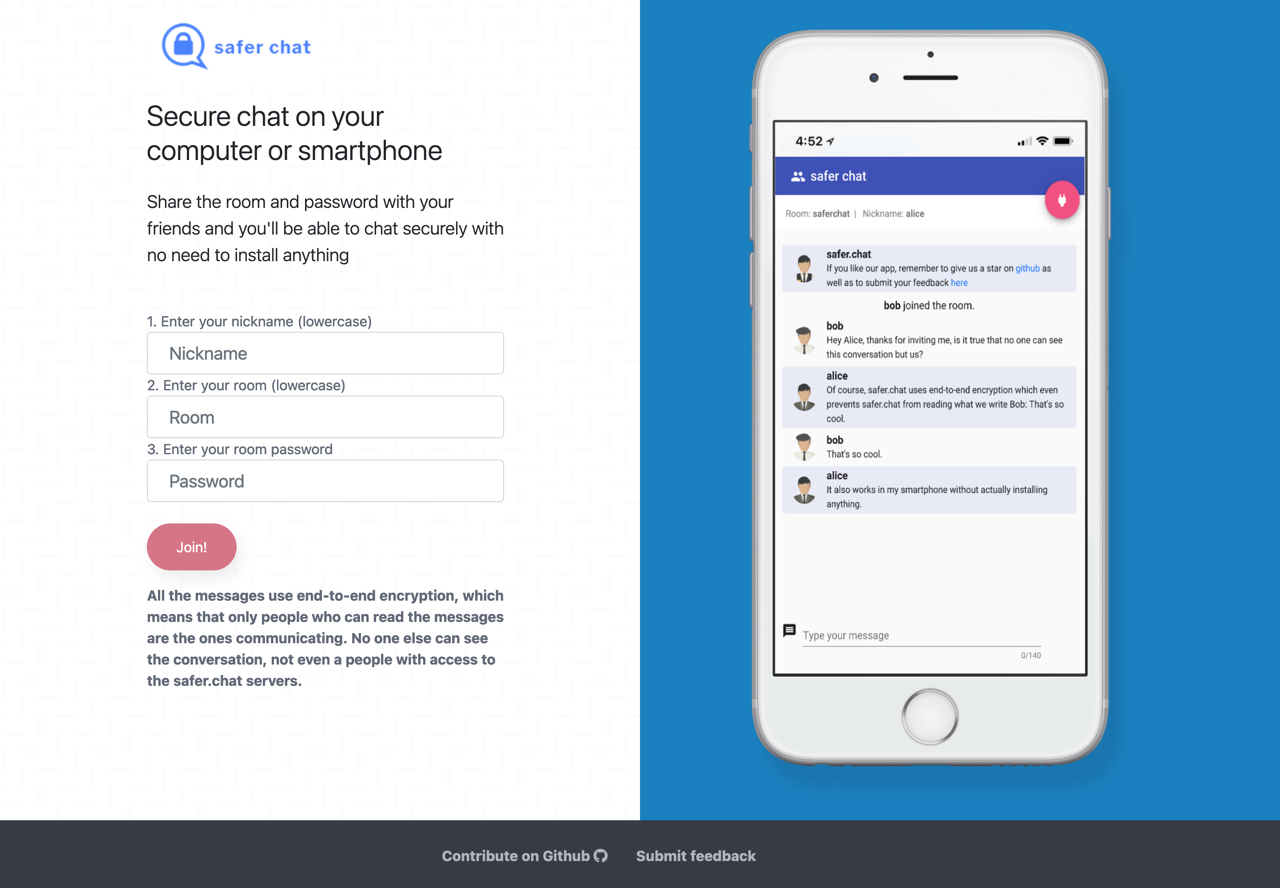 safer chat
Secure chat on your
computer or smartphone
Share the room and password with your
friends and you'll be able to chat securely with
no need to install anything
1. Enter your nickname (lowercase)
Nickname
2. Enter your room (lowercase)
Room
3. Enter your room password
Password
Join!
All the messages use end-to-end encryption, which
means that only people who can read the messages
are the ones communicating. No one else can see
the conversation, not even a people with access to
the safer.chat servers.
4:52
safer chat
Room: saferchat | Nickname: alice
safer.chat
If you like our app, remember to give us a star on github as
well as to submit your feedback here
bob joined the room.
bob
Hey Alice, thanks for inviting me, is it true that no one can see
this conversation but us?
alice
Of course, safer.chat uses end-to-end encryption which even
prevents safer.chat from reading what we write Bob: That's so
cool.
bob
That's so cool.
alice
It also works in my smartphone without actually installing
anything.
Type your message
0/140
Contribute on Github
Submit feedback